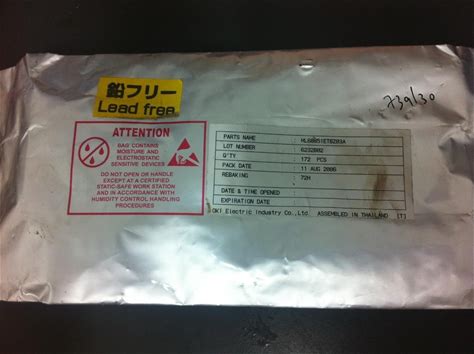 鉛フリー
Lead free
739/30
ATTENTION
BAG CONTAINS
MOISTURE AND
ELECTROSTATIC
SENSITIVE DEVICES
DO NOT OPEN OR HANDLE
EXCEPT AT A CERTIFIED
STATIC-SAFE WORK STATION
AND IN ACCORDANCE WITH
HUMIDITY CONTROL HANDLING
PROCEDURES
PARTS NAME :
LOT NUMBER : 6232802
Q'TY : 172 PCS
PACK DATE : 11 AUG 2006
REBAKING : 72H
DATE & TIME OPENED :
EXPIRATION DATE :
OKI Electric Industry Co.,Ltd. ASSEMBLED IN THAILAND [T]